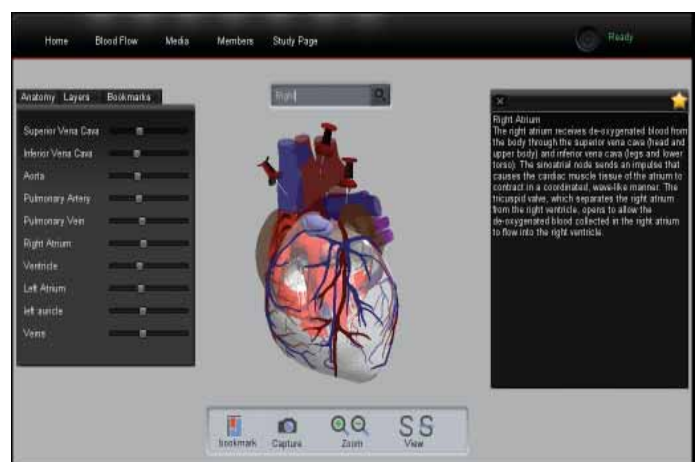 Home Blood Flow Media Members Study Page
Ready
Anatomy Layers Bookmarks
Right
Superior Vena Cava
Inferior Vena Cava
Aorta
Pulmonary Artery
Pulmonary Vein
Right Atrium
Ventricle
Left Atrium
left auricle
Veins
Right Atrium
The right atrium receives de-oxygenated blood from
the body through the superior vena cava (head and
upper body) and inferior vena cava (legs and lower
torso). The sinoatrial node sends an impulse that
causes the cardiac muscle tissue of the atrium to
contract in a coordinated, wave-like manner. The
tricuspid valve, which separates the right atrium
from the right ventricle, opens to allow the
de-oxygenated blood collected in the right atrium
to flow into the right ventricle.
bookmark Capture Zoom View